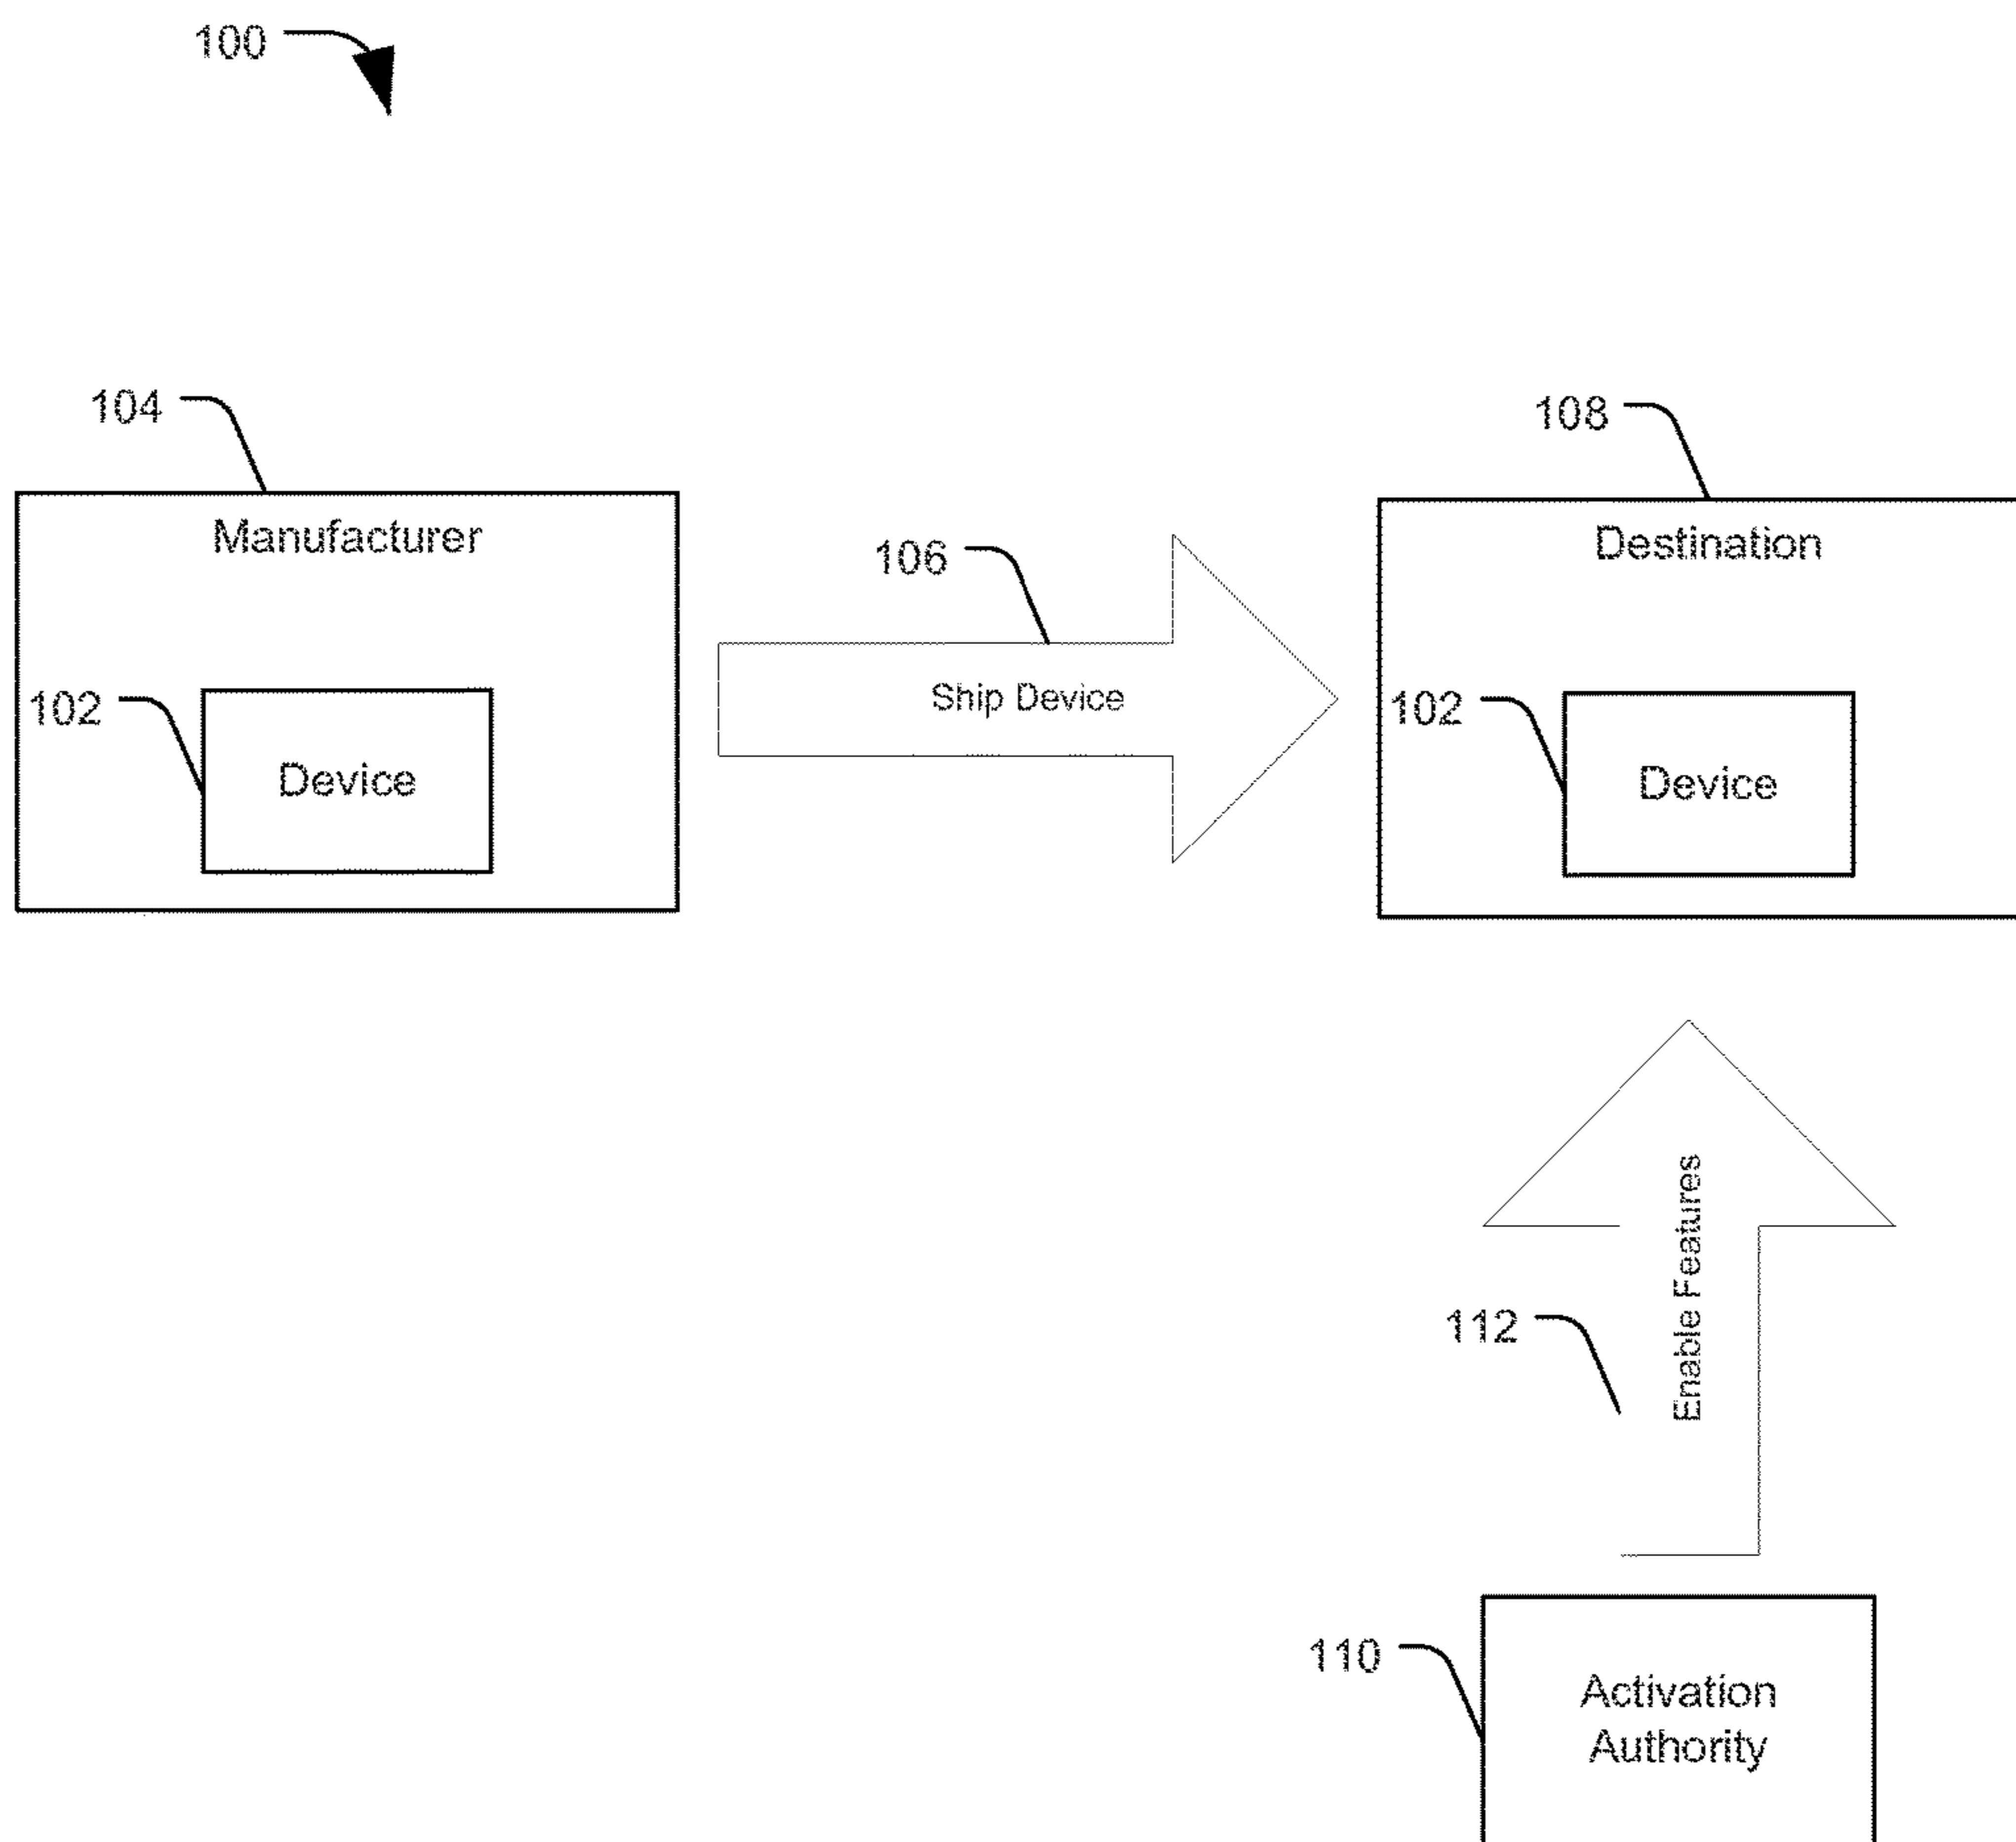 100
104
108
Manufacturer
Destination
106
Ship Device
102
Device
102
Device
Enable Features
112
110
Activation
Authority